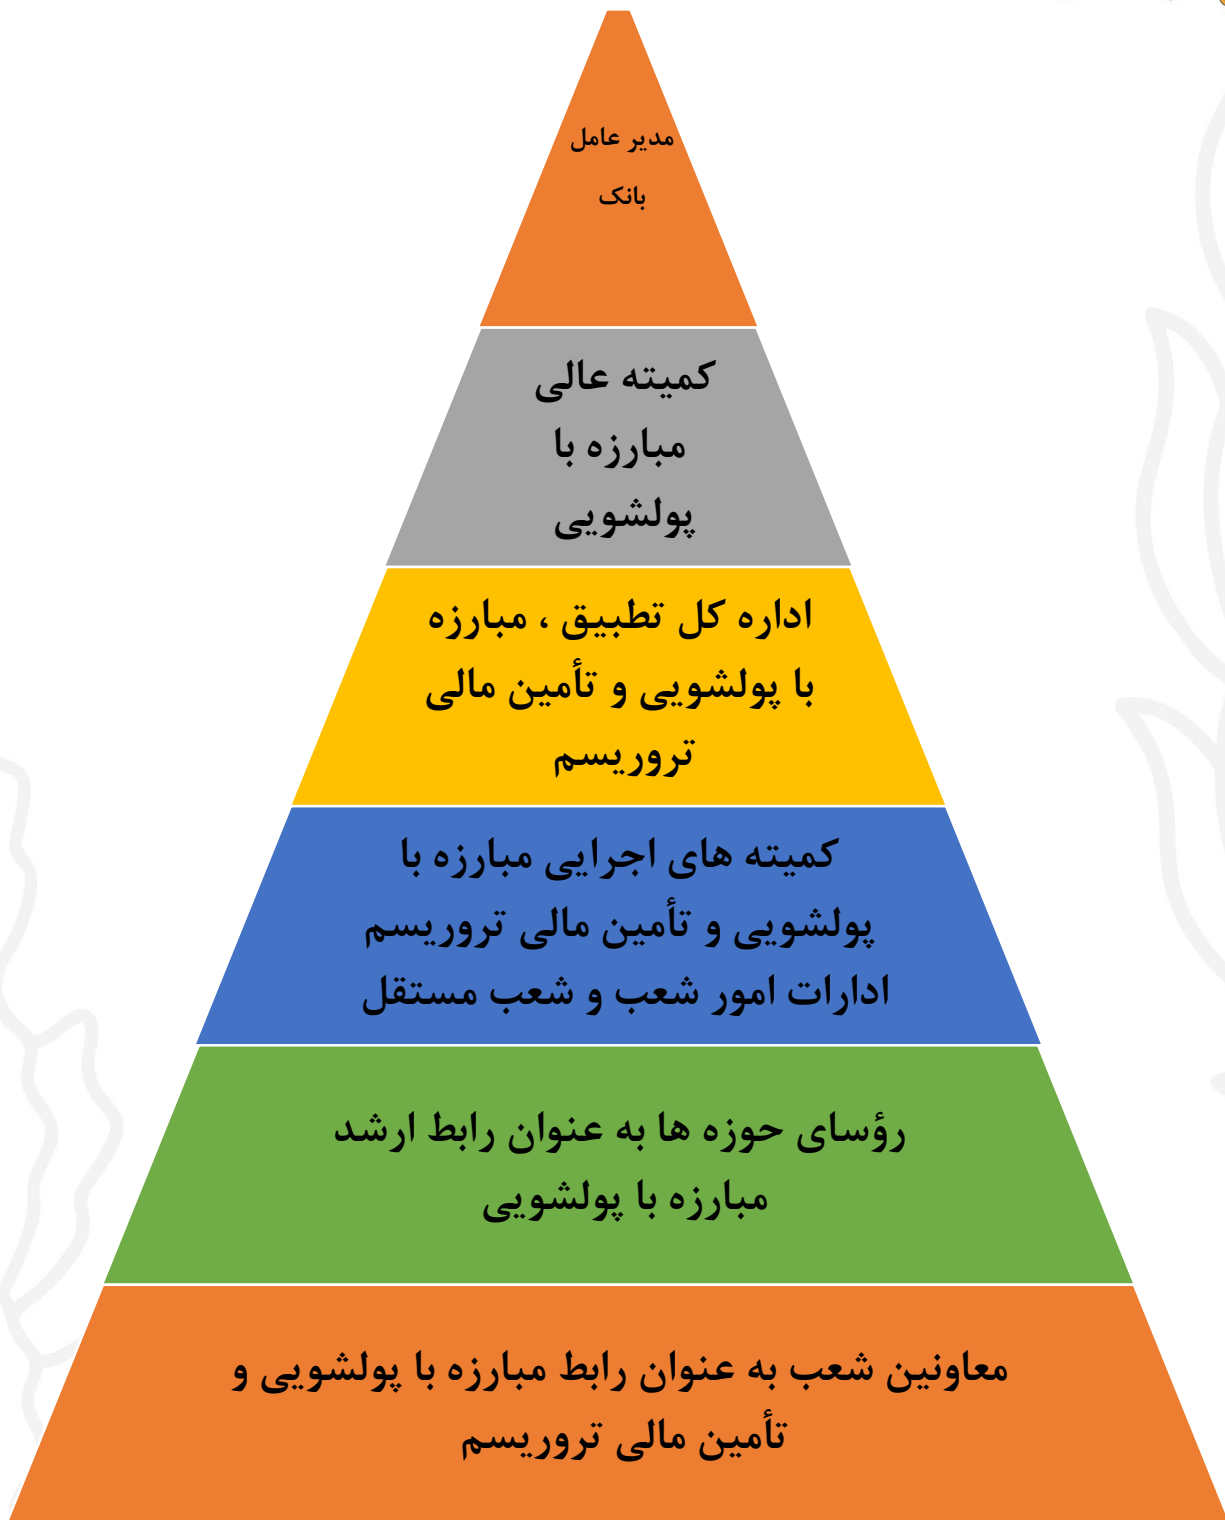 مدیر عامل
بانک
کمیته عالی
مبارزه با
پولشویی
اداره کل تطبیق ، مبارزه
با پولشویی و تأمین مالی
تروریسم
کمیته های اجرایی مبارزه با
پولشویی و تأمین مالی تروریسم
ادارات امور شعب و شعب مستقل
رؤسای حوزه ها به عنوان رابط ارشد
مبارزه با پولشویی
معاونین شعب به عنوان رابط مبارزه با پولشویی و
تأمین مالی تروریسم